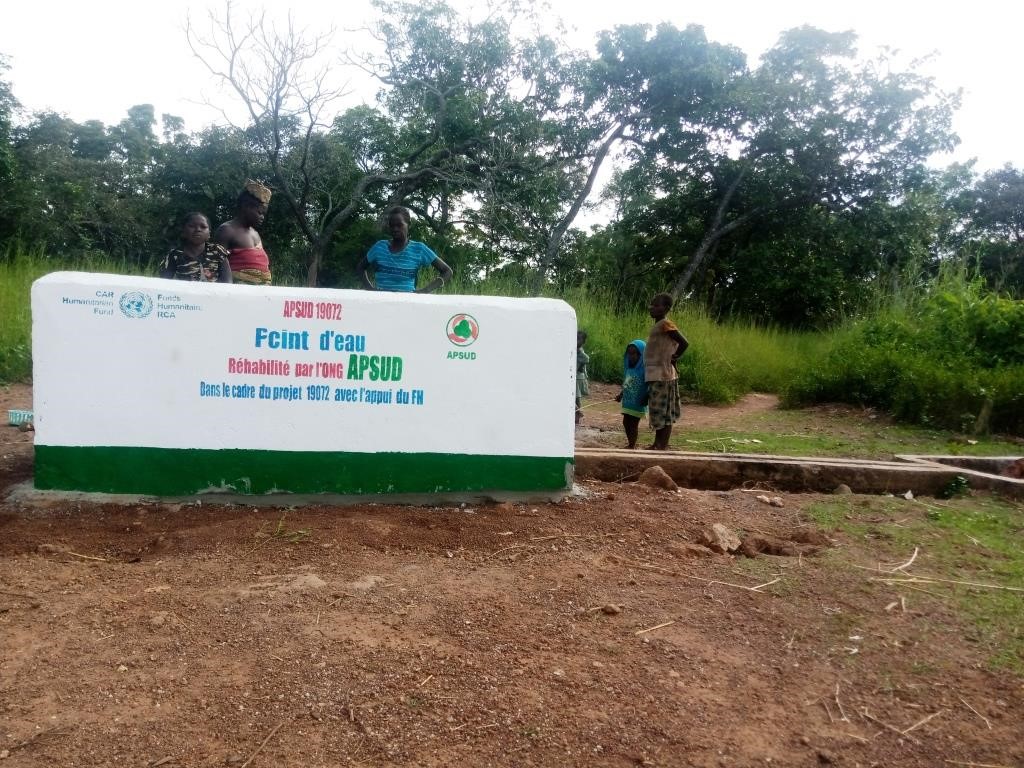 CAR
Humanitarian
Fund
Fonds
Humanitaire
RCA
APSUD 19072
Fcint d'eau
Réhabilité par l'ONG APSUD
Dans le cadre du projet 19072 avec l'appui du FH
APSUD